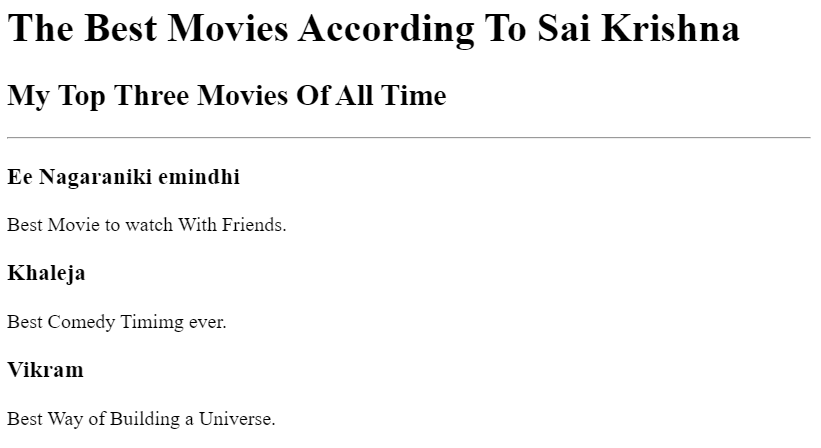 The Best Movies According To Sai Krishna
My Top Three Movies Of All Time
Ee Nagaraniki emindhi
Best Movie to watch With Friends.
Khaleja
Best Comedy Timimg ever.
Vikram
Best Way of Building a Universe.